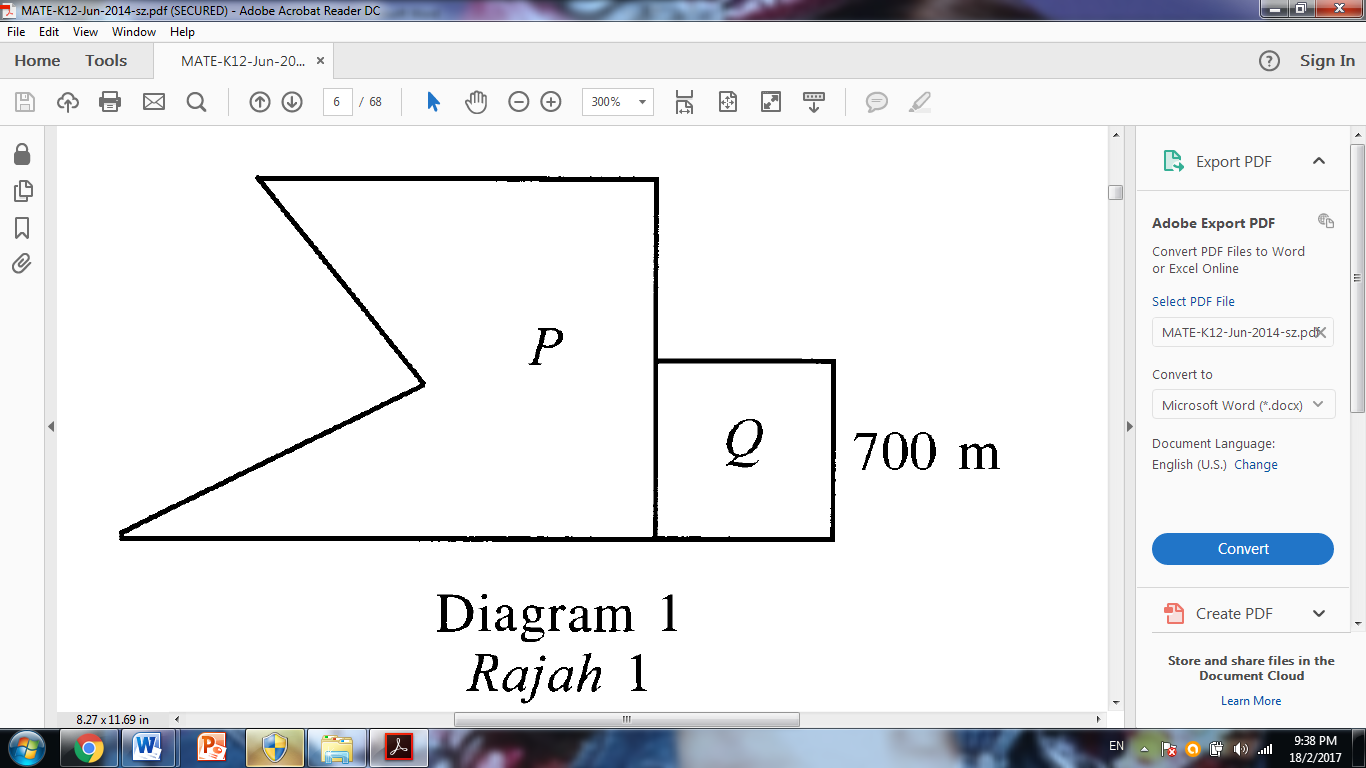 MATE-K12-Jun-2014-sz.pdf (SECURED) - Adobe Acrobat Reader DC
File Edit View Window Help
Home Tools MATE-K12-Jun-20... × Sign In
6 / 68 300%
P
Q
700 m
Diagram 1
Rajah 1
8.27 x 11.69 in
Export PDF
Adobe Export PDF
Convert PDF Files to Word
or Excel Online
Select PDF File
MATE-K12-Jun-2014-sz.pdf
Convert to
Microsoft Word (*.docx)
Document Language:
English (U.S.) Change
Convert
Create PDF
Store and share files in the
Document Cloud
Learn More
EN
9:38 PM
18/2/2017